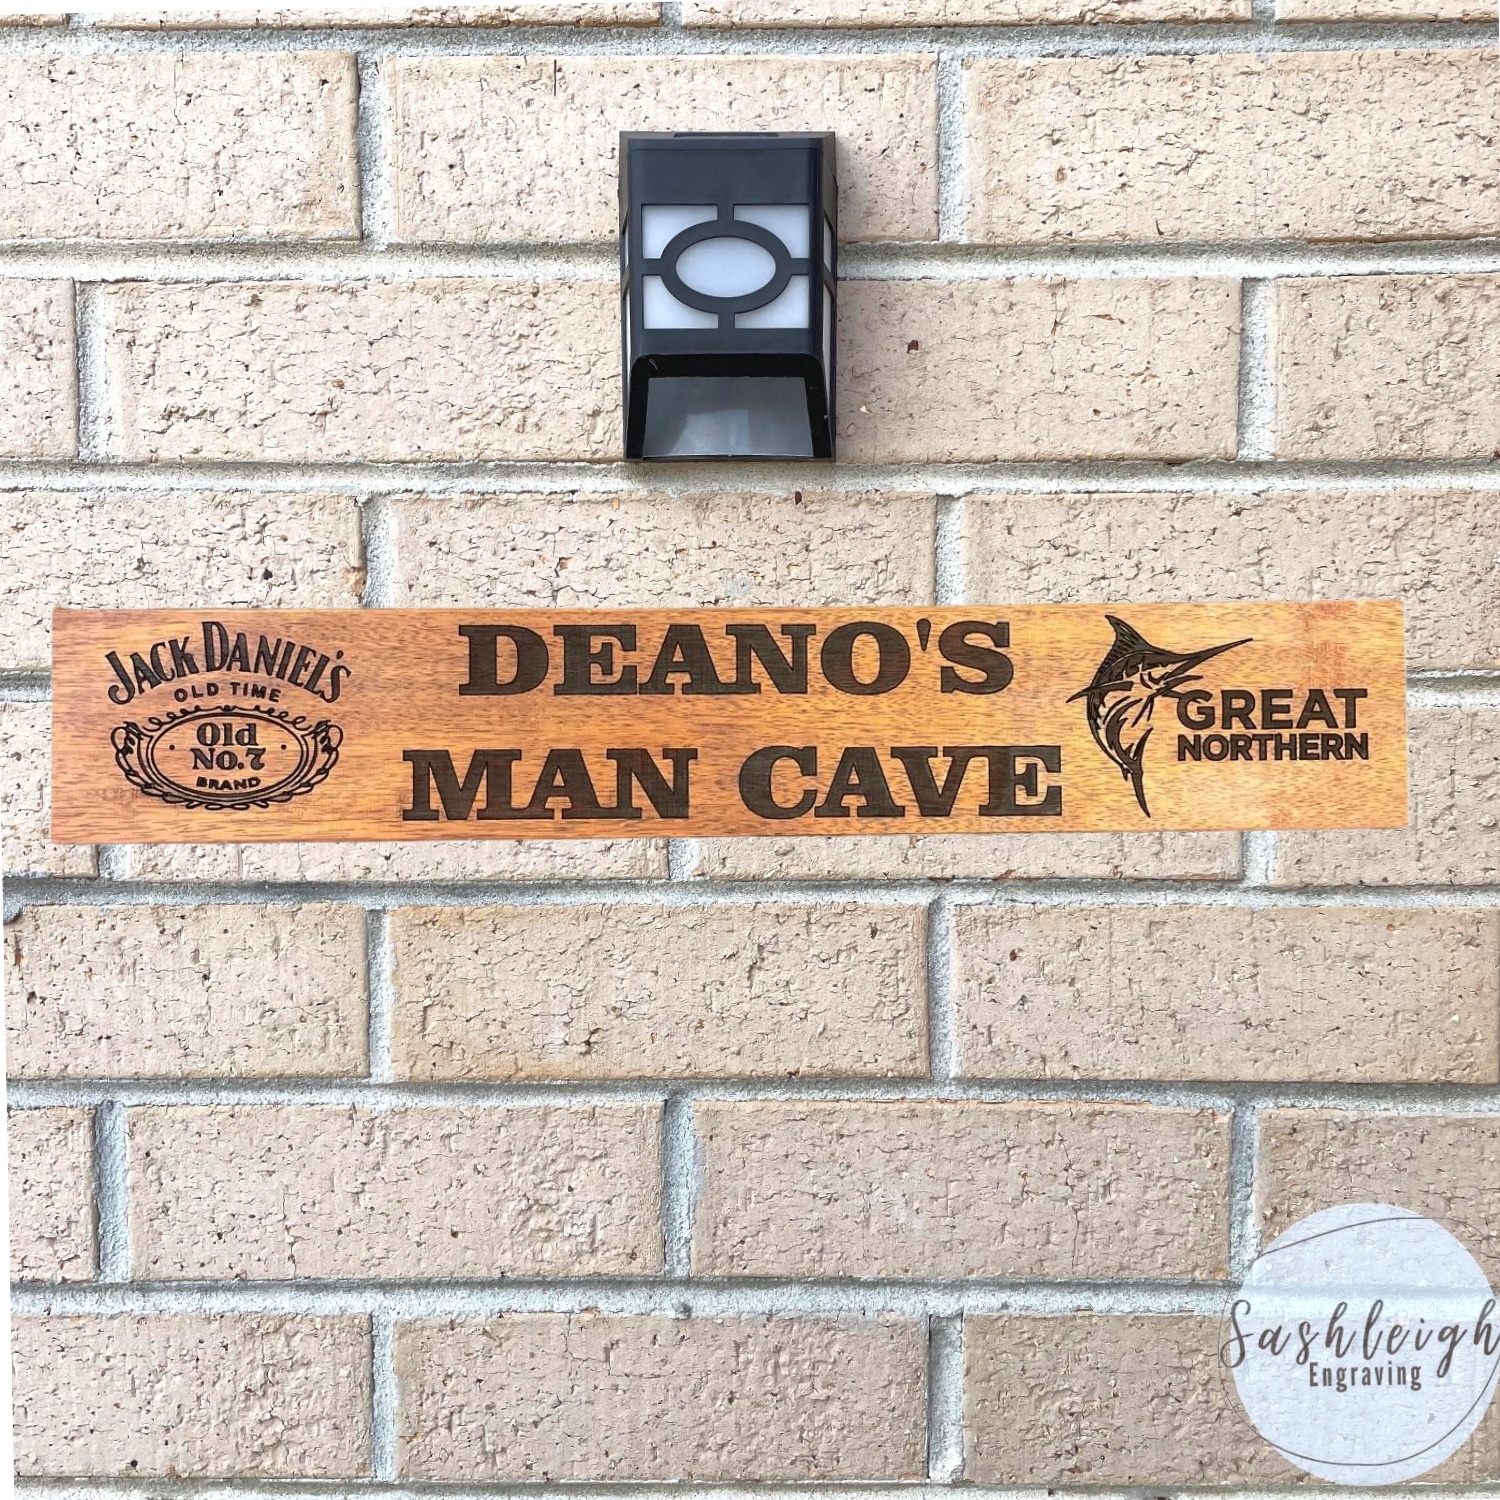 JACK DANIEL'S
OLD TIME
Old
No.7
BRAND
DEANO'S
MAN CAVE
GREAT
NORTHERN
Sashleigh
Engraving